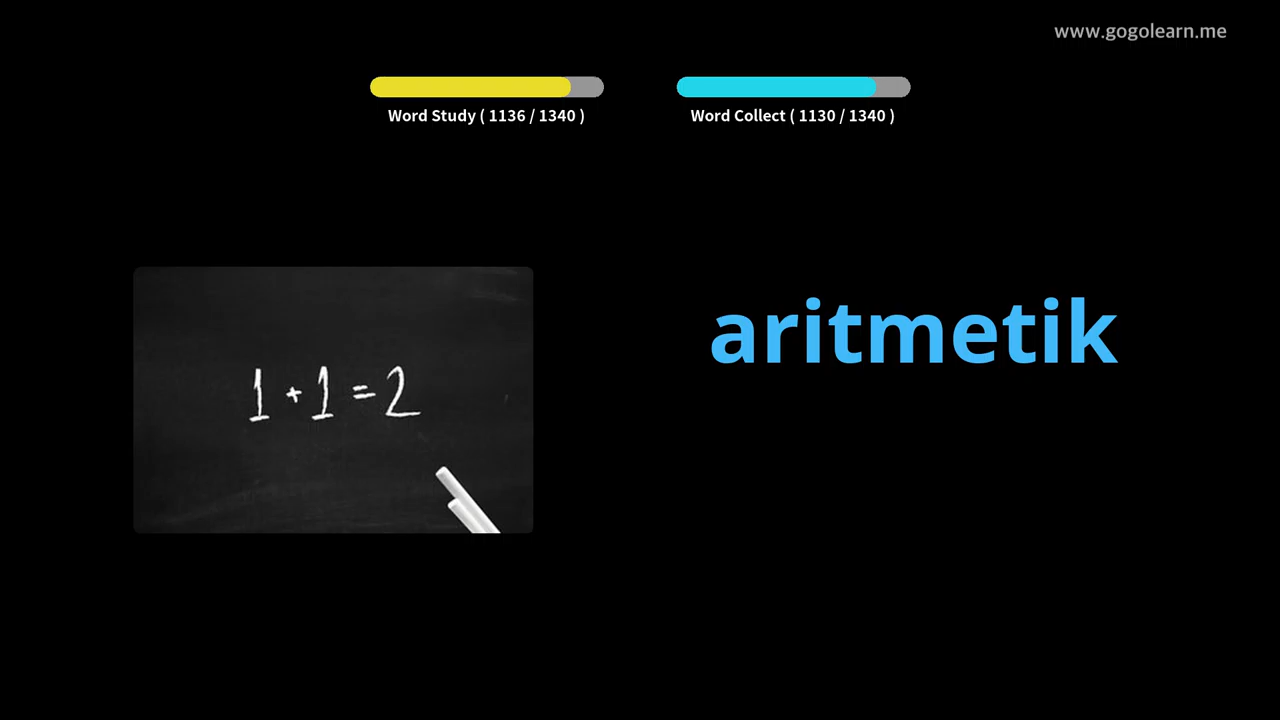 www.gogolearn.me
Word Study ( 1136 / 1340 )
Word Collect ( 1130 / 1340 )
aritmetik
1 + 1 = 2